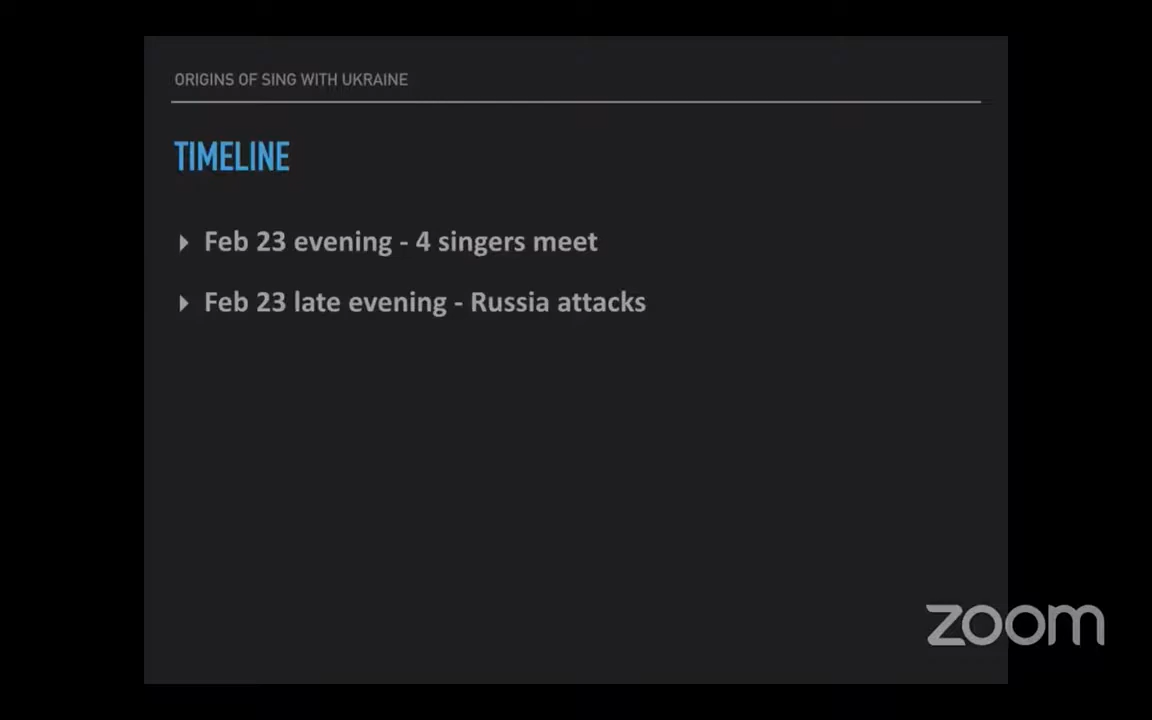 ORIGINS OF SING WITH UKRAINE
TIMELINE
Feb 23 evening - 4 singers meet
Feb 23 late evening - Russia attacks
zoom